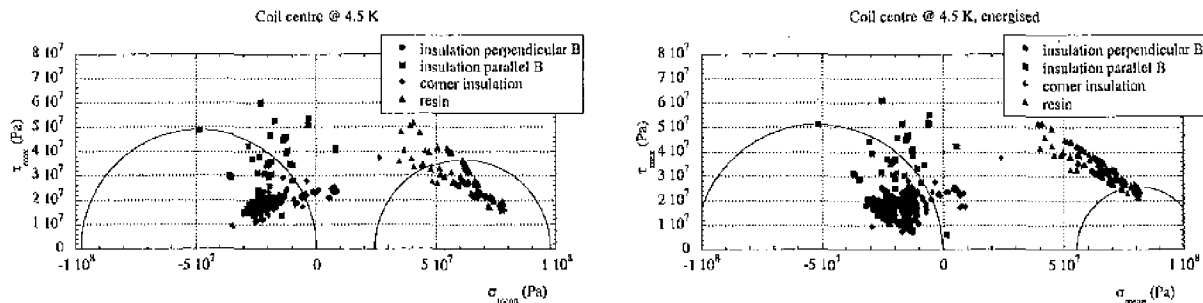 Coil centre @ 4.5 K
8 10⁷
7 10⁷
6 10⁷
5 10⁷
4 10⁷
3 10⁷
2 10⁷
1 10⁷
0
τmax (Pa)
insulation perpendicular B
insulation parallel B
corner insulation
resin
-1 10⁸
-5 10⁷
0
5 10⁷
1 10⁸
σmean (Pa)
Coil centre @ 4.5 K, energised
8 10⁷
7 10⁷
6 10⁷
5 10⁷
4 10⁷
3 10⁷
2 10⁷
1 10⁷
0
τmax (Pa)
insulation perpendicular B
insulation parallel B
corner insulation
resin
-1 10⁸
-5 10⁷
0
5 10⁷
1 10⁸
σmean (Pa)